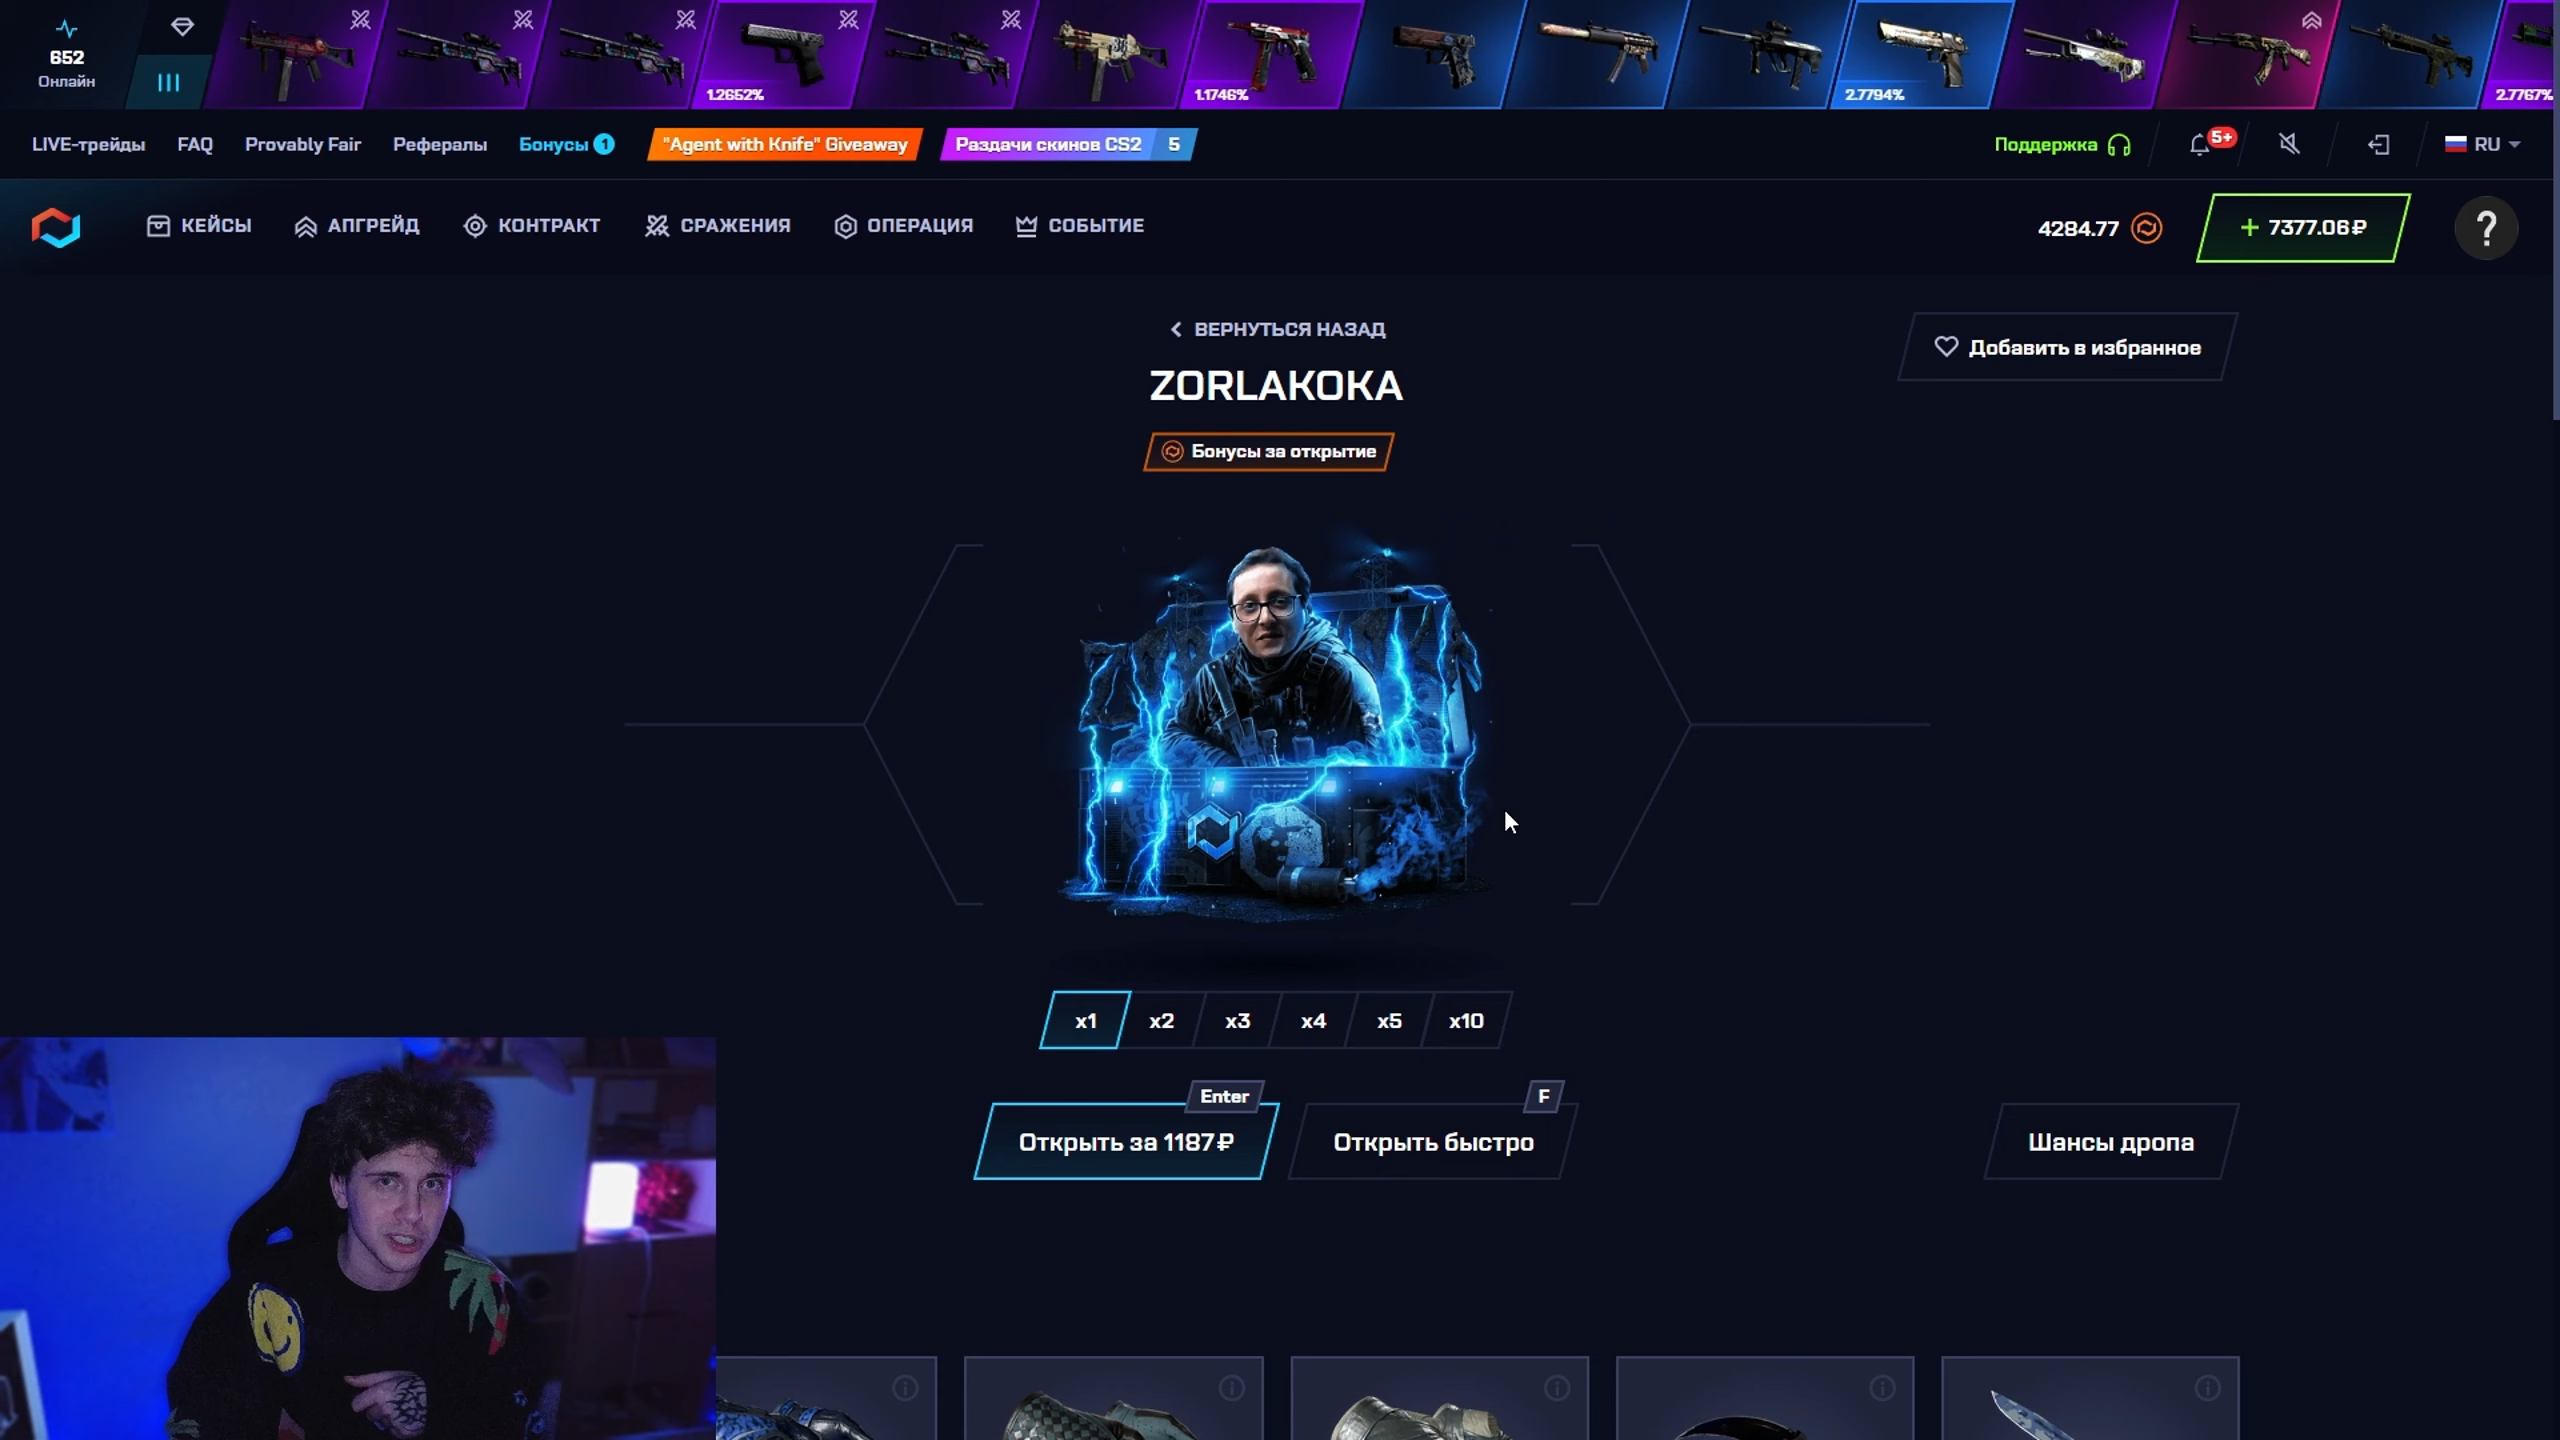 652
Онлайн
1.2652%
1.1746%
2.7794%
2.7767%
LIVE-трейды
FAQ
Provably Fair
Рефералы
Бонусы 1
"Agent with Knife" Giveaway
Раздачи скинов CS2 5
Поддержка
5+
RU
КЕЙСЫ
АПГРЕЙД
КОНТРАКТ
СРАЖЕНИЯ
ОПЕРАЦИЯ
СОБЫТИЕ
4284.77
+ 7377.06₽
?
ВЕРНУТЬСЯ НАЗАД
Добавить в избранное
ZORLAKOKA
Бонусы за открытие
x1
x2
x3
x4
x5
x10
Enter
F
Открыть за 1187₽
Открыть быстро
Шансы дропа